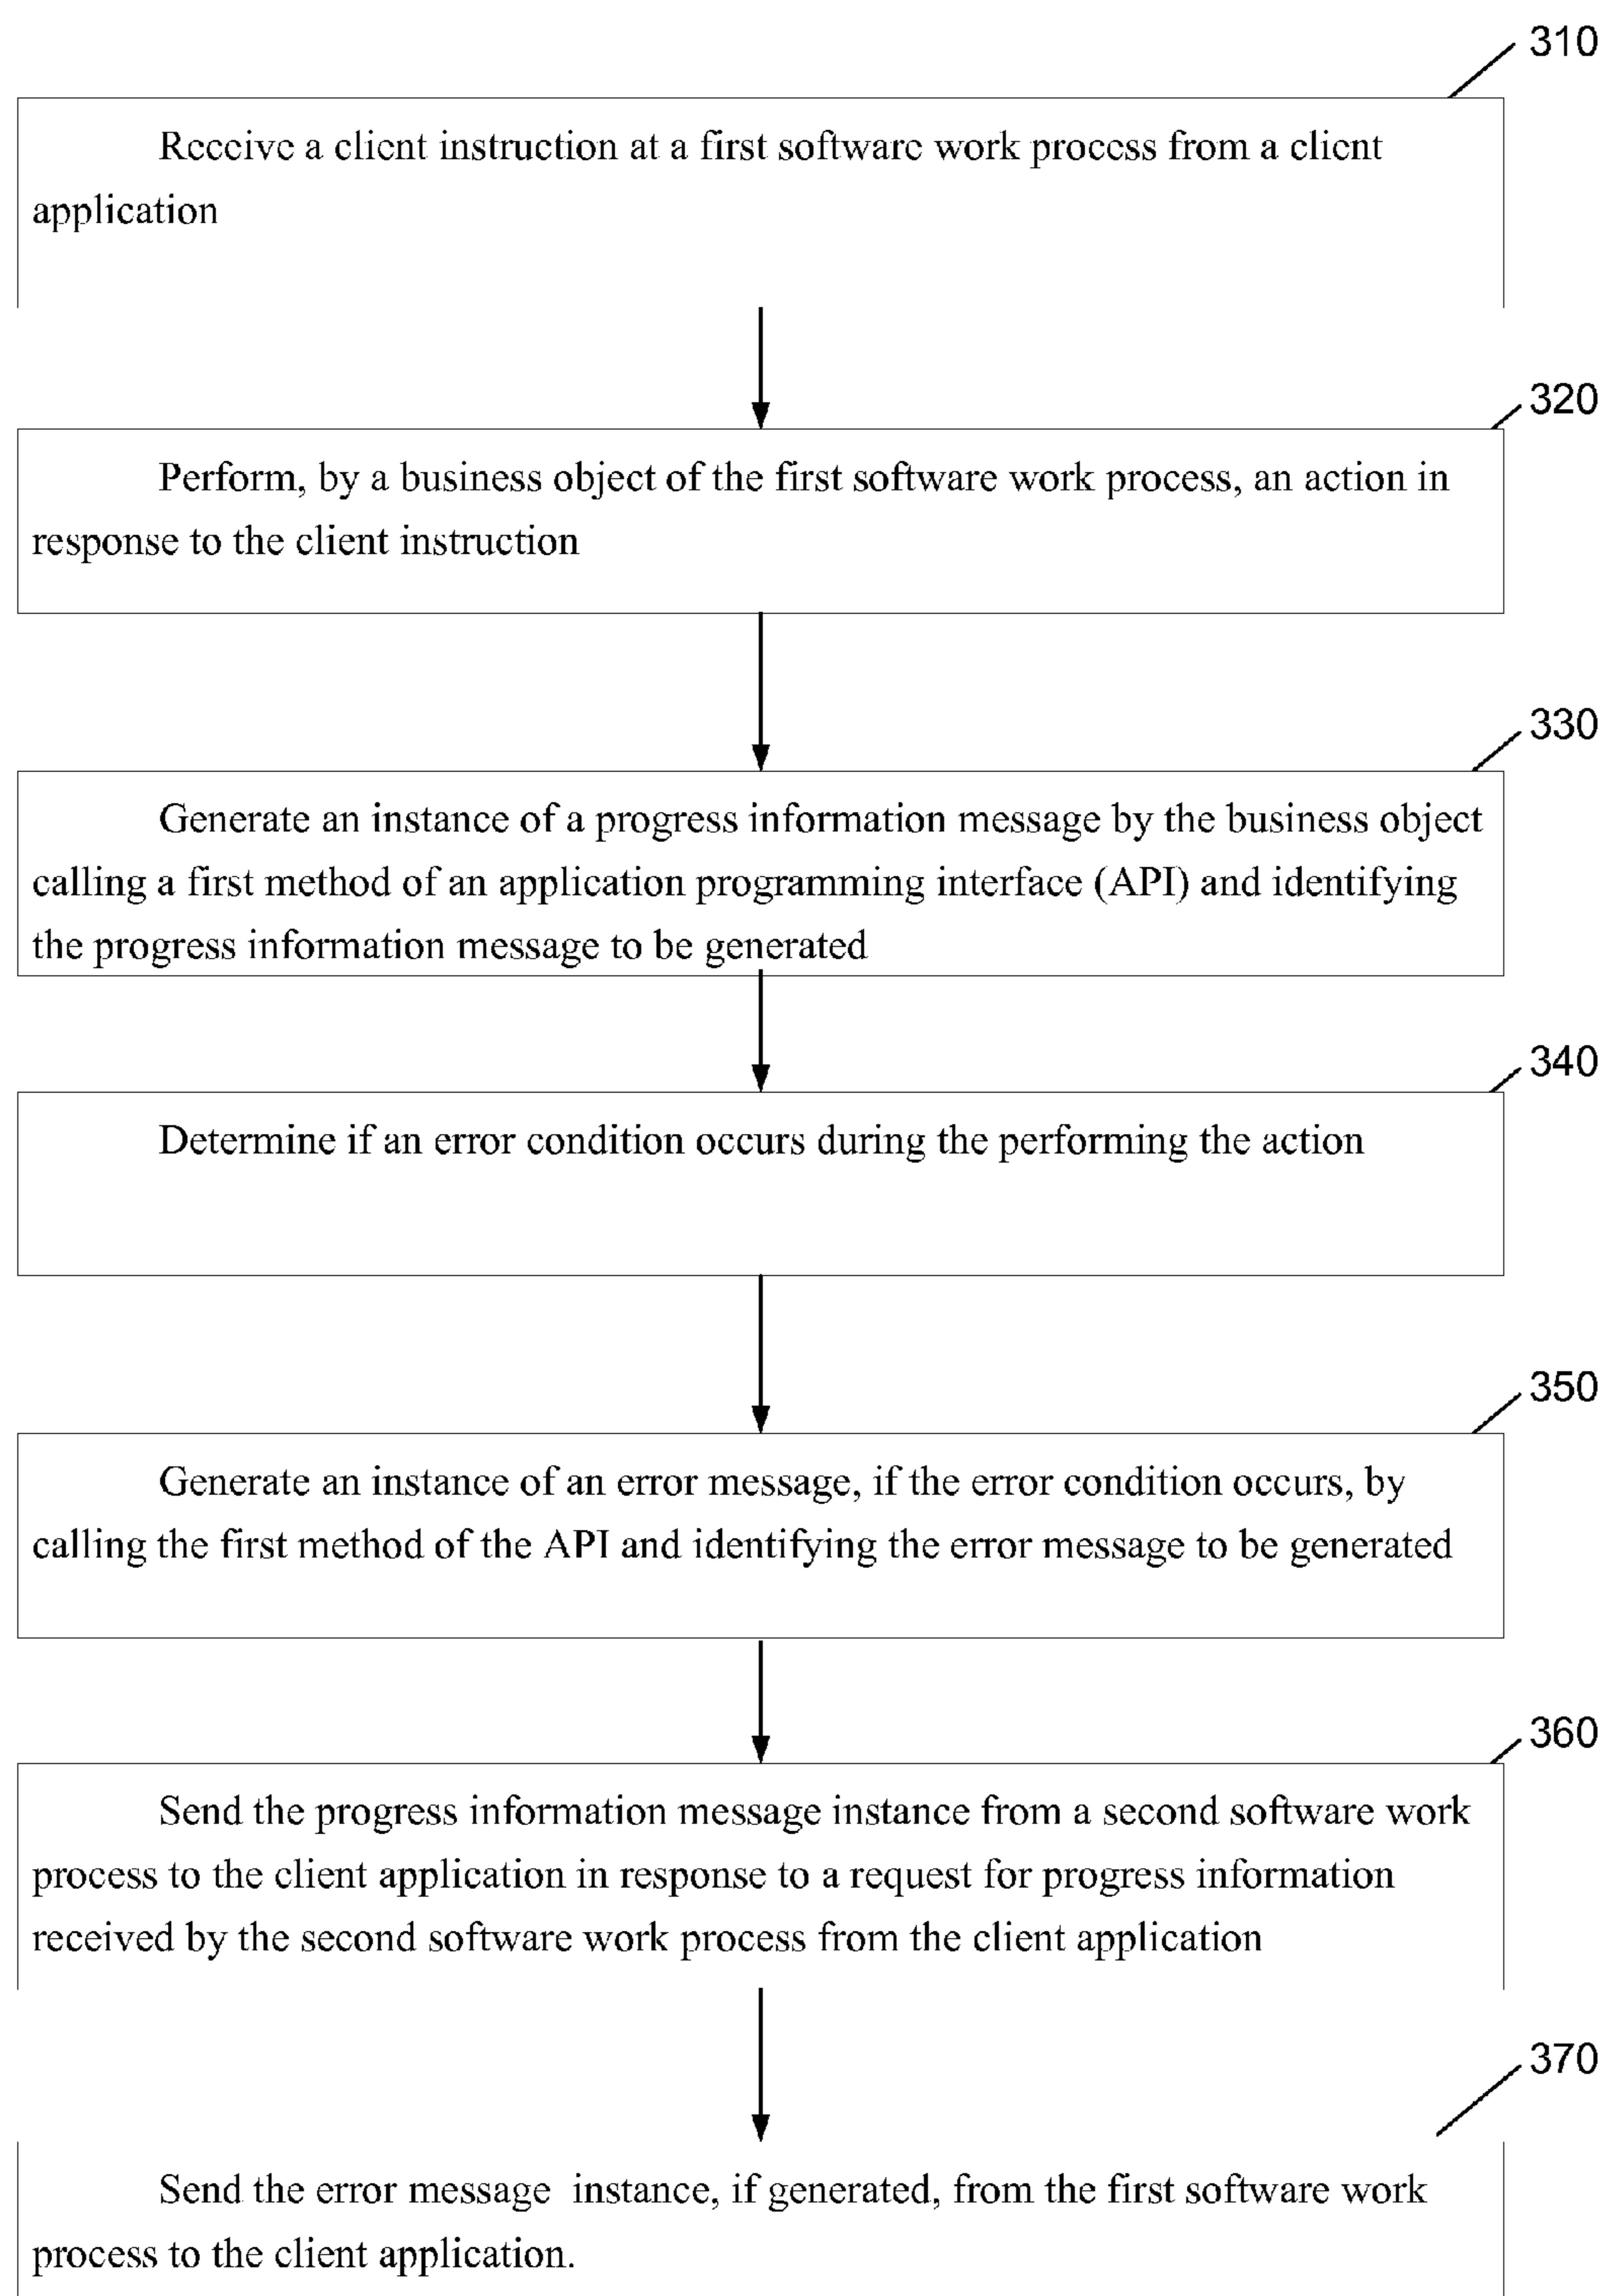 310
Receive a client instruction at a first software work process from a client
application
320
Perform, by a business object of the first software work process, an action in
response to the client instruction
330
Generate an instance of a progress information message by the business object
calling a first method of an application programming interface (API) and identifying
the progress information message to be generated
340
Determine if an error condition occurs during the performing the action
350
Generate an instance of an error message, if the error condition occurs, by
calling the first method of the API and identifying the error message to be generated
360
Send the progress information message instance from a second software work
process to the client application in response to a request for progress information
received by the second software work process from the client application
370
Send the error message instance, if generated, from the first software work
process to the client application.